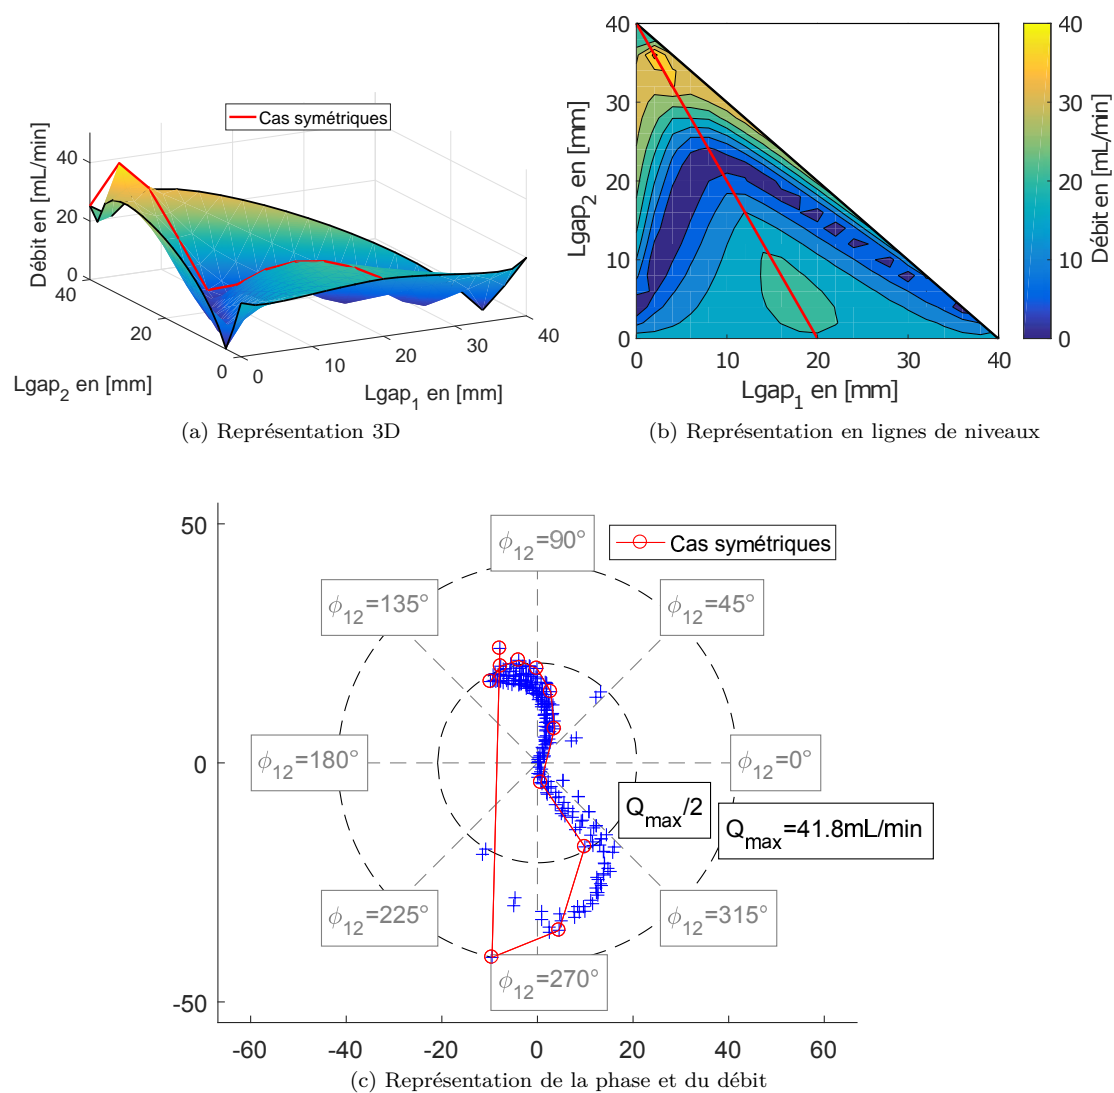 Cas symétriques
Débit en [mL/min]
40
20
0
40
20
0
0
10
20
30
40
Lgap2 en [mm]
Lgap1 en [mm]
(a) Représentation 3D
40
30
20
10
0
0
10
20
30
40
Lgap2 en [mm]
Lgap1 en [mm]
40
30
20
10
0
Débit en [mL/min]
(b) Représentation en lignes de niveaux
50
0
-50
-60
-40
-20
0
20
40
60
Cas symétriques
ϕ12=90°
ϕ12=135°
ϕ12=45°
ϕ12=180°
ϕ12=0°
Qmax/2
Qmax=41.8mL/min
ϕ12=225°
ϕ12=315°
ϕ12=270°
(c) Représentation de la phase et du débit